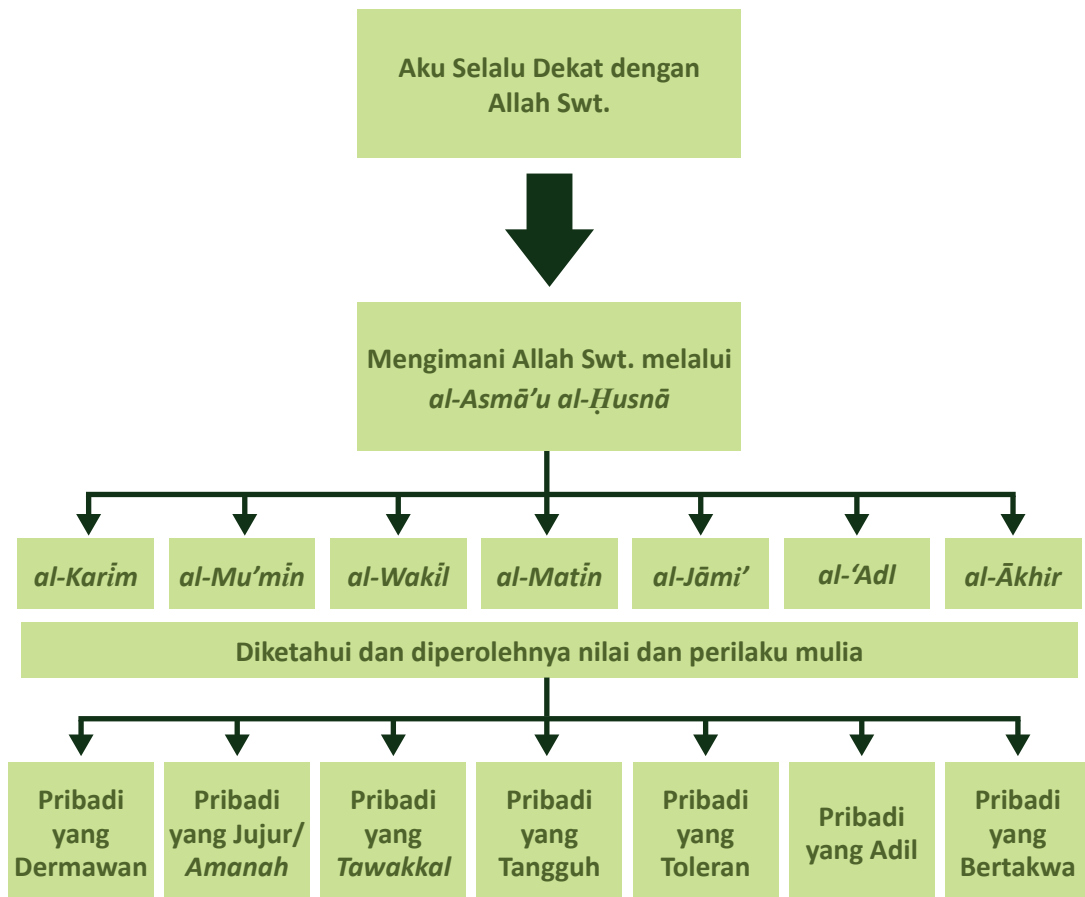 Aku Selalu Dekat dengan
Allah Swt.
Mengimani Allah Swt. melalui
al-Asmā'u al-Ḥusnā
al-Karīm
al-Mu'mīn
al-Wakīl
al-Matīn
al-Jāmi'
al-‘Adl
al-Ākhir
Diketahui dan diperolehnya nilai dan perilaku mulia
Pribadi
yang
Dermawan
Pribadi
yang Jujur/
Amanah
Pribadi
yang
Tawakkal
Pribadi
yang
Tangguh
Pribadi
yang
Toleran
Pribadi
yang Adil
Pribadi
yang
Bertakwa